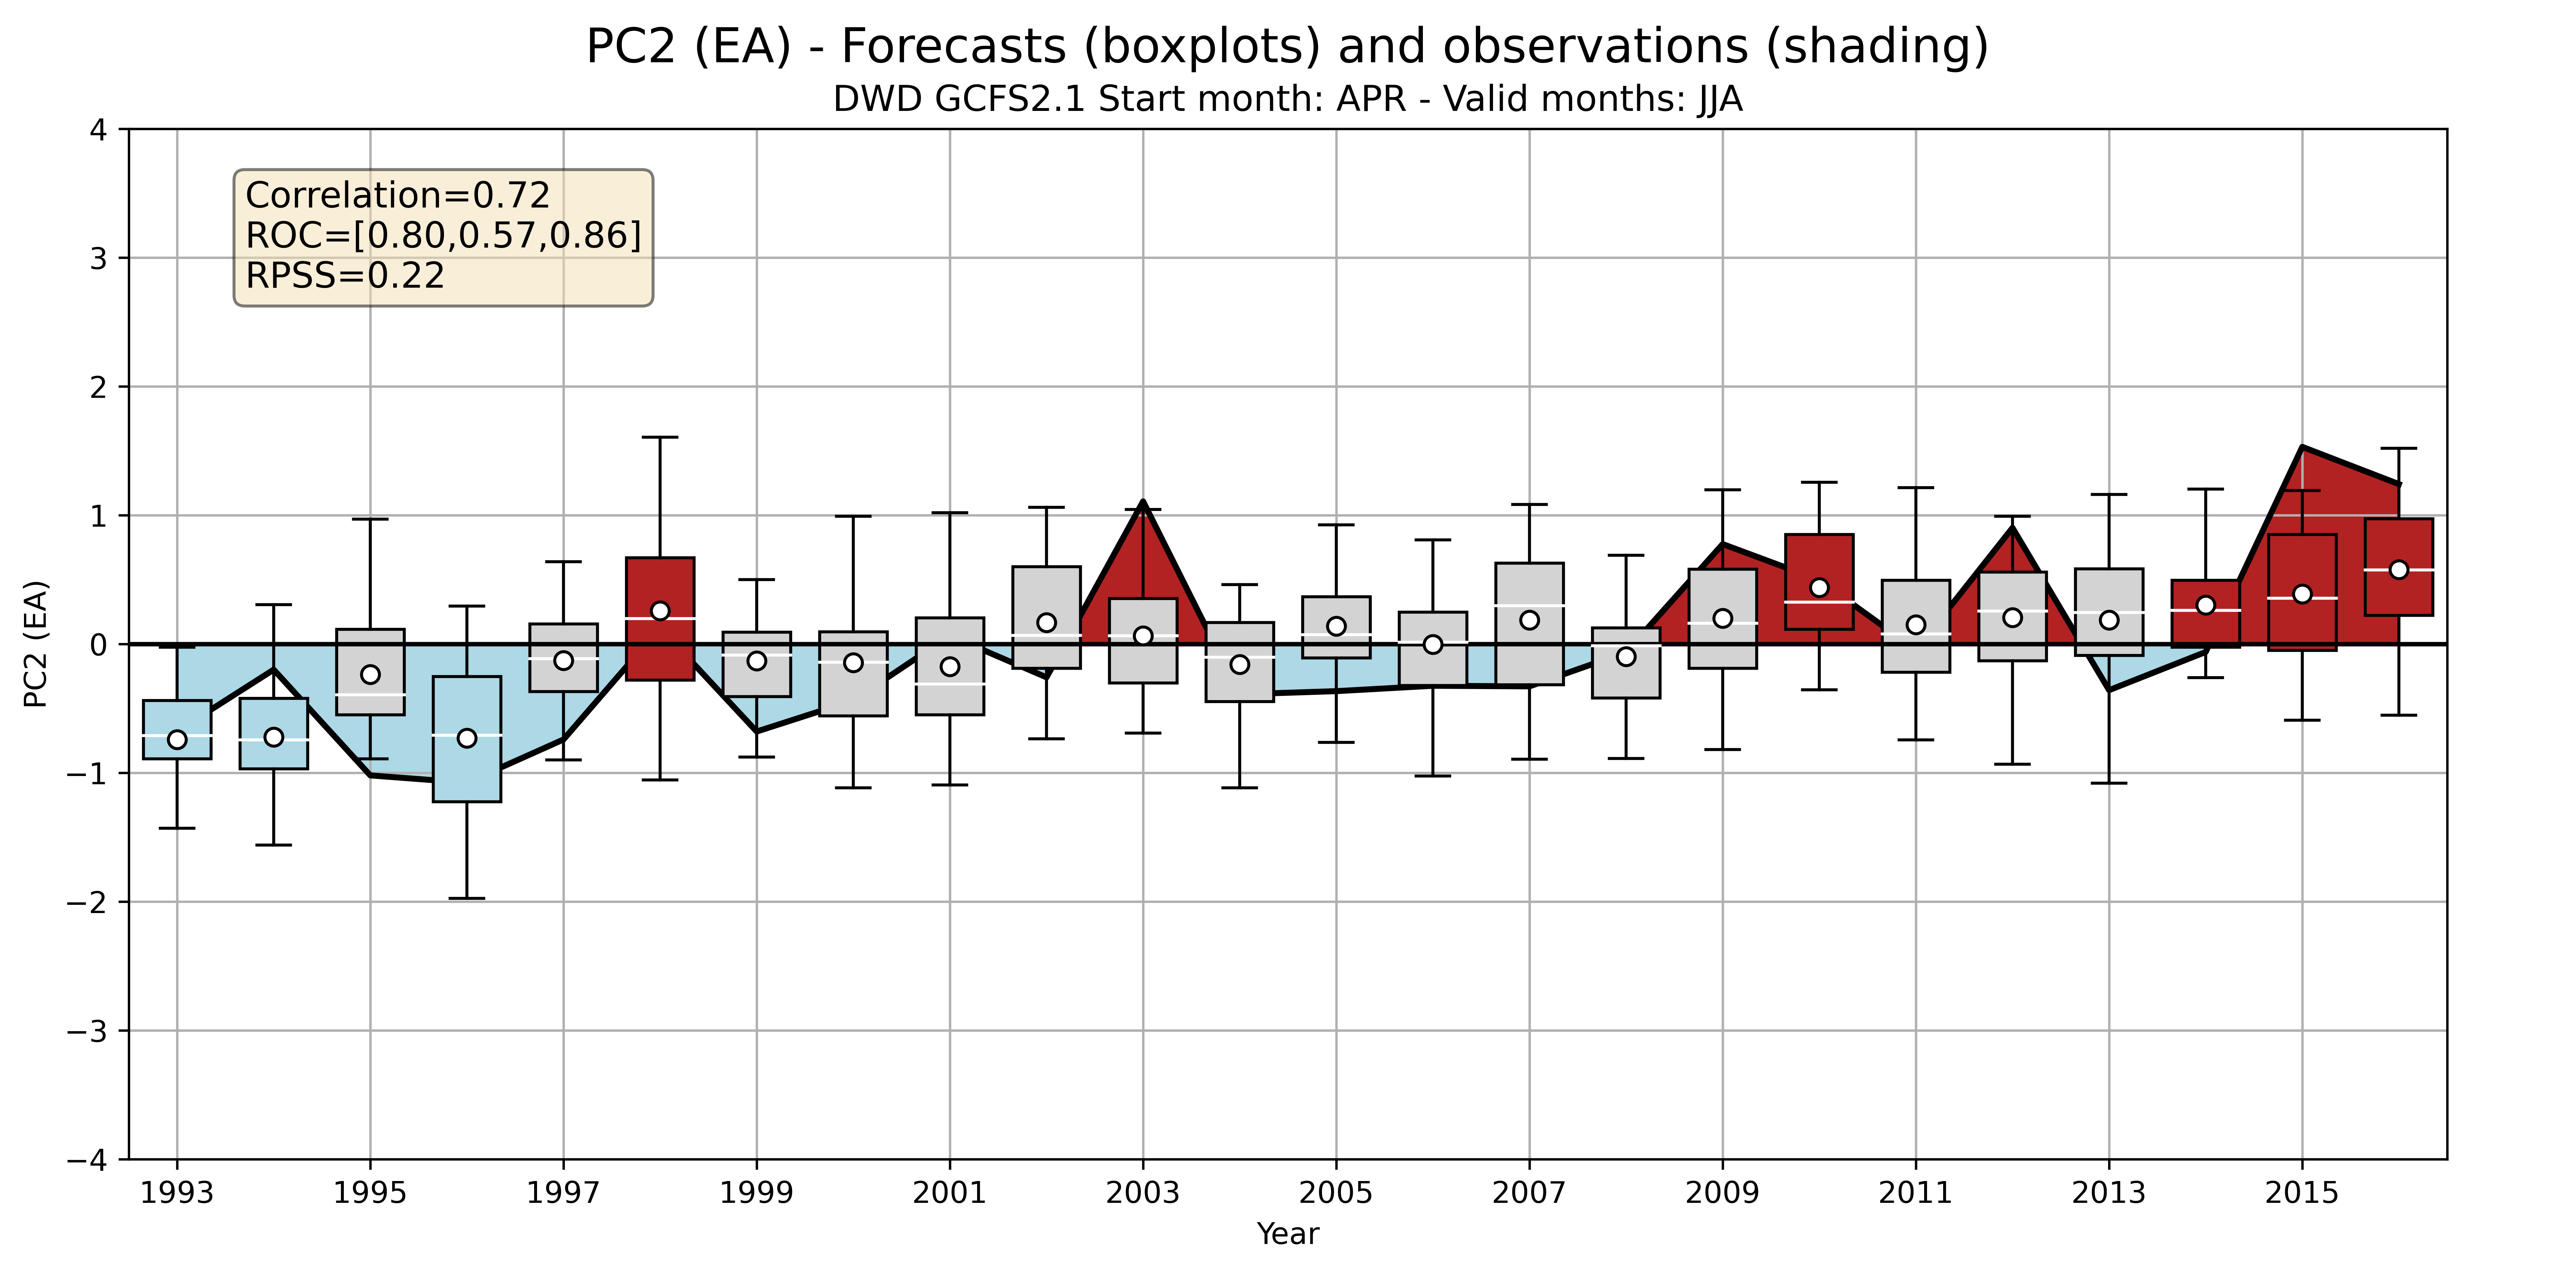 PC2 (EA) - Forecasts (boxplots) and observations (shading)
DWD GCFS2.1 Start month: APR - Valid months: JJA
Correlation=0.72
ROC=[0.80,0.57,0.86]
RPSS=0.22
PC2 (EA)
4
3
2
1
0
−1
−2
−3
−4
1993 1995 1997 1999 2001 2003 2005 2007 2009 2011 2013 2015
Year